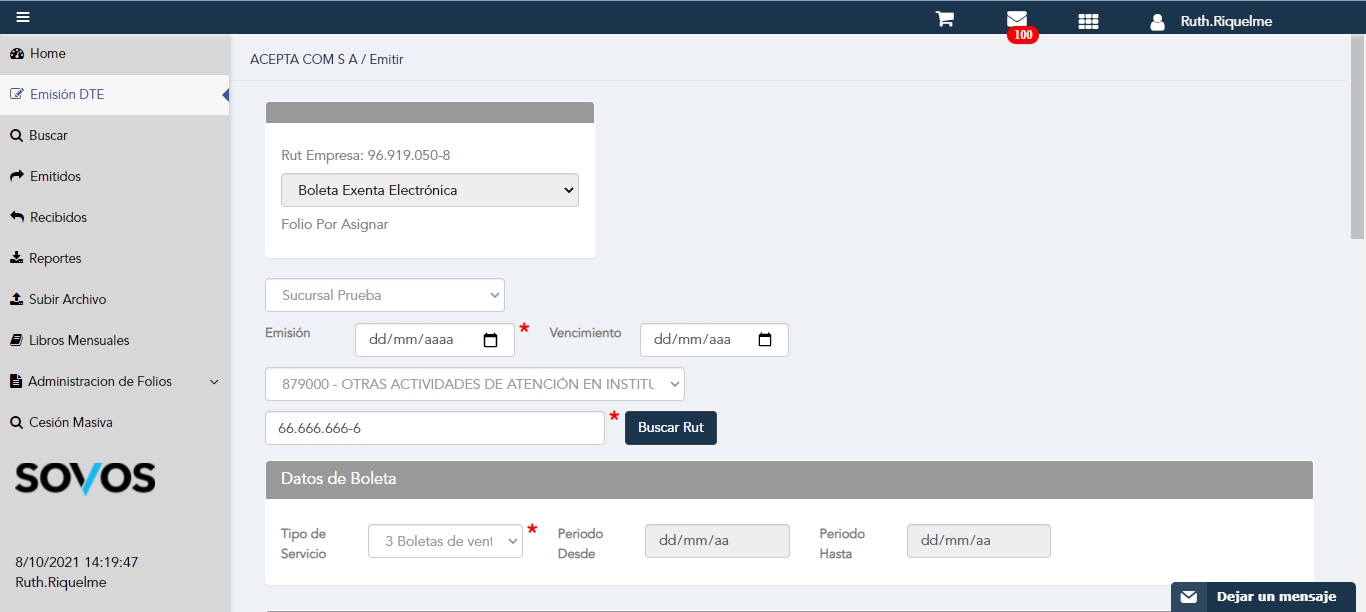 Ruth.Riquelme
100
Home
Emisión DTE
Buscar
Emitidos
Recibidos
Reportes
Subir Archivo
Libros Mensuales
Administracion de Folios
Cesión Masiva
SOVOS
8/10/2021 14:19:47
Ruth.Riquelme
ACEPTA COM S A / Emitir
Rut Empresa: 96.919.050-8
Boleta Exenta Electrónica
Folio Por Asignar
Sucursal Prueba
Emisión dd/mm/aaaa * Vencimiento dd/mm/aaa
879000 - OTRAS ACTIVIDADES DE ATENCIÓN EN INSTITU
66.666.666-6 * Buscar Rut
Datos de Boleta
Tipo de Servicio 3 Boletas de vent * Periodo Desde dd/mm/aa Periodo Hasta dd/mm/aa
Dejar un mensaje